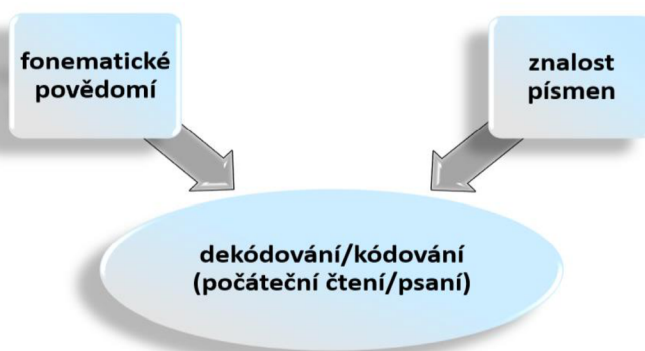 fonematické
povědomí
znalost
písmen
dekódování/kódování
(počáteční čtení/psaní)